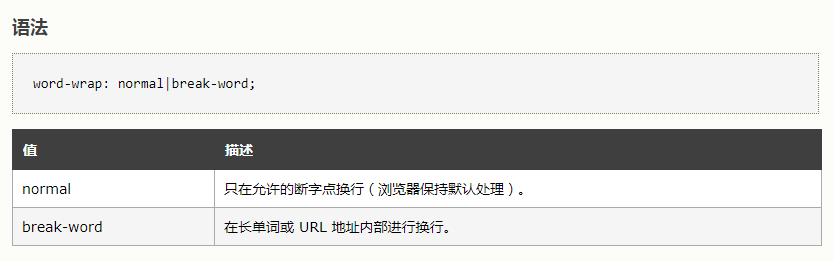 语法
word-wrap: normal|break-word;
值 描述
normal 只在允许的断字点换行（浏览器保持默认处理）。
break-word 在长单词或 URL 地址内部进行换行。